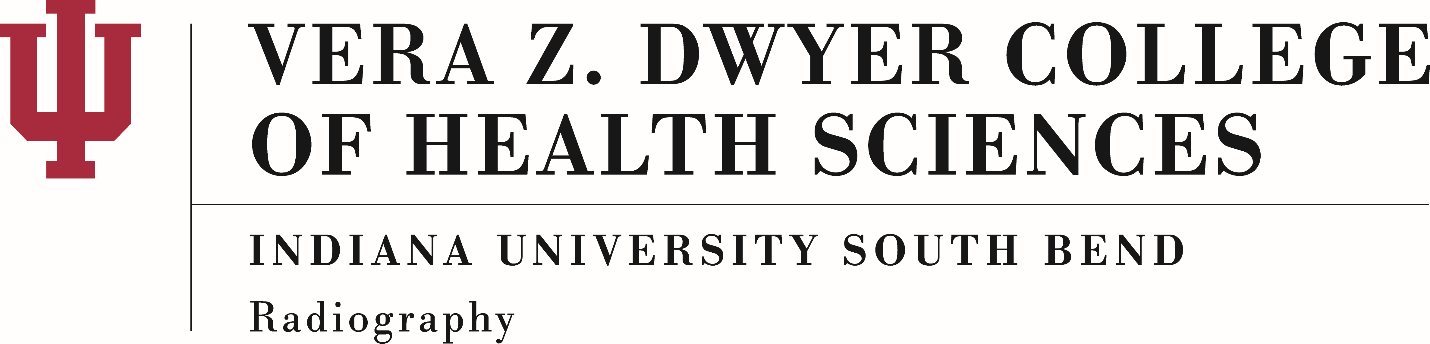 VERA Z. DWYER COLLEGE
OF HEALTH SCIENCES
INDIANA UNIVERSITY SOUTH BEND
Radiography